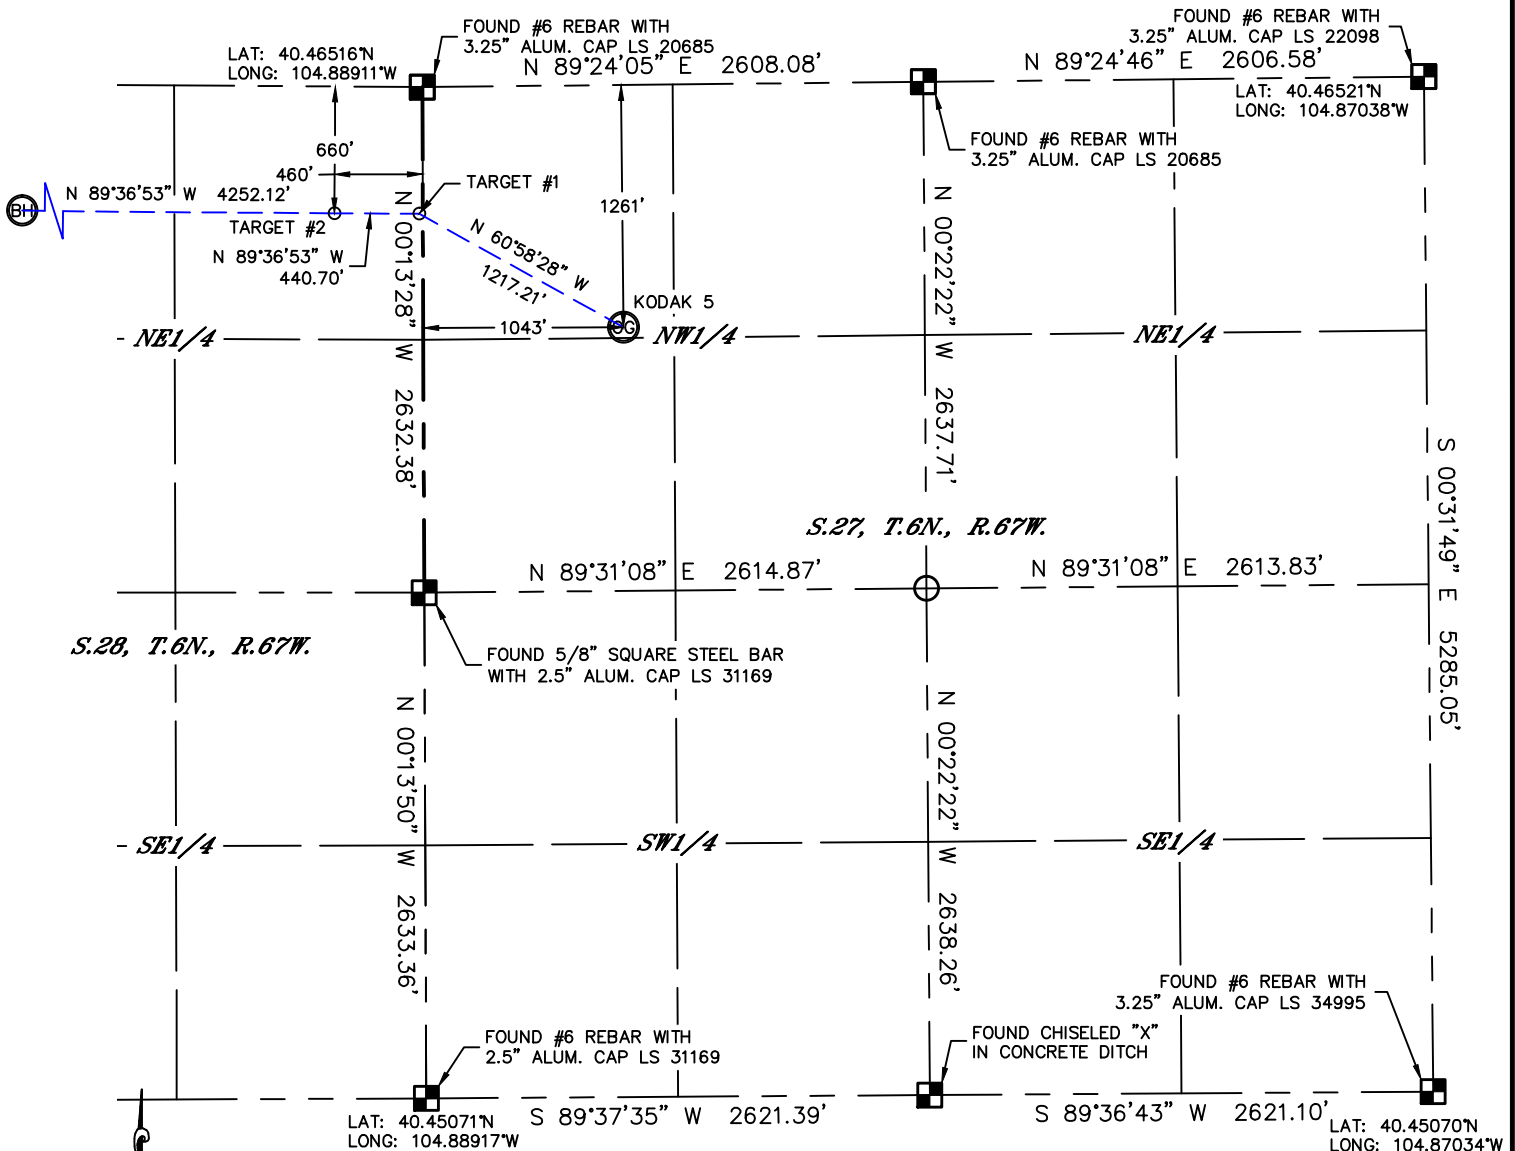 FOUND #6 REBAR WITH
3.25" ALUM. CAP LS 20685
FOUND #6 REBAR WITH
3.25" ALUM. CAP LS 22098
LAT: 40.46516°N
LONG: 104.88911°W
N 89°24'05" E 2608.08'
N 89°24'46" E 2606.58'
LAT: 40.46521°N
LONG: 104.87038°W
FOUND #6 REBAR WITH
3.25" ALUM. CAP LS 20685
660'
460'
TARGET #1
BH
N 89°36'53" W 4252.12'
TARGET #2
N 89°36'53" W
440.70'
1261'
N 60°58'28" W
1217.21'
KODAK 5
OG
1043'
N 00°13'28" W 2632.38'
N 00°22'22" W 2637.71'
NE1/4
NW1/4
NE1/4
S 00°31'49" E 5285.05'
S.27, T.6N., R.67W.
N 89°31'08" E 2614.87'
N 89°31'08" E 2613.83'
S.28, T.6N., R.67W.
FOUND 5/8" SQUARE STEEL BAR
WITH 2.5" ALUM. CAP LS 31169
N 00°13'50" W 2633.36'
N 00°22'22" W 2638.26'
SE1/4
SW1/4
SE1/4
FOUND #6 REBAR WITH
3.25" ALUM. CAP LS 34995
FOUND #6 REBAR WITH
2.5" ALUM. CAP LS 31169
FOUND CHISELED "X"
IN CONCRETE DITCH
LAT: 40.45071°N
LONG: 104.88917°W
S 89°37'35" W 2621.39'
S 89°36'43" W 2621.10'
LAT: 40.45070°N
LONG: 104.87034°W